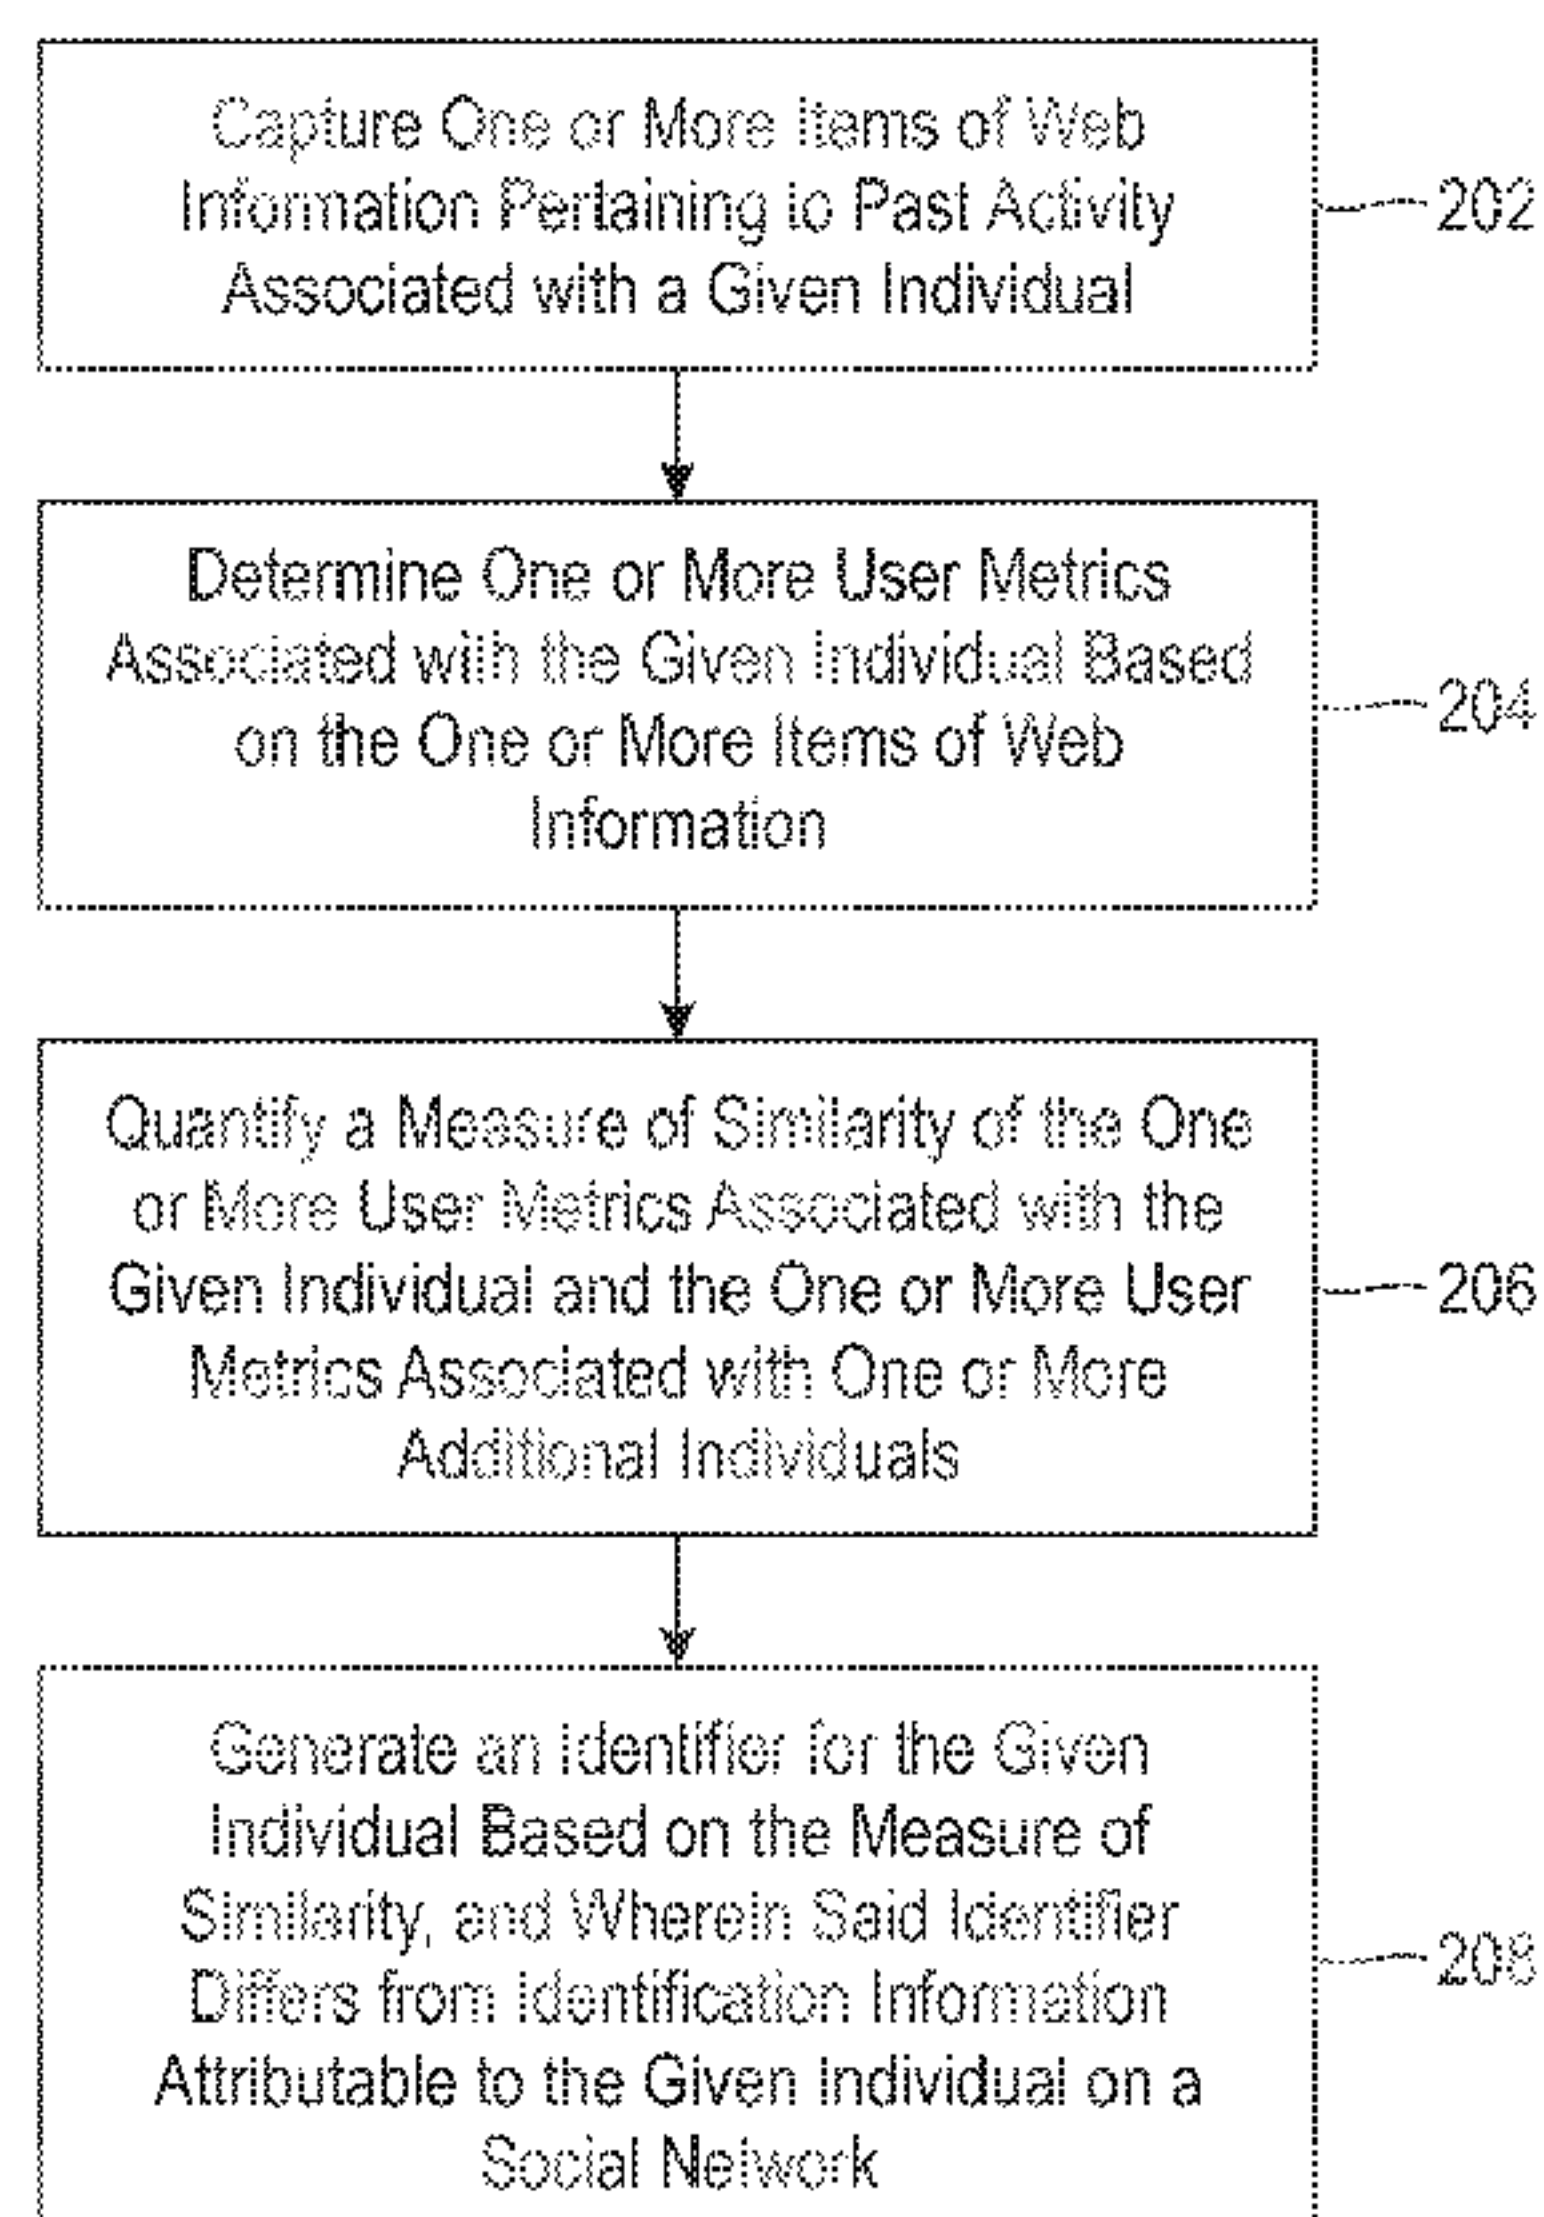 Capture One or More Items of Web
Information Pertaining to Past Activity
Associated with a Given Individual
202
Determine One or More User Metrics
Associated with the Given Individual Based
on the One or More Items of Web
Information
204
Quantify a Measure of Similarity of the One
or More User Metrics Associated with the
Given Individual and the One or More User
Metrics Associated with One or More
Additional Individuals
206
Generate an Identifier for the Given
Individual Based on the Measure of
Similarity, and Wherein Said Identifier
Differs from Identification Information
Attributable to the Given Individual on a
Social Network
208